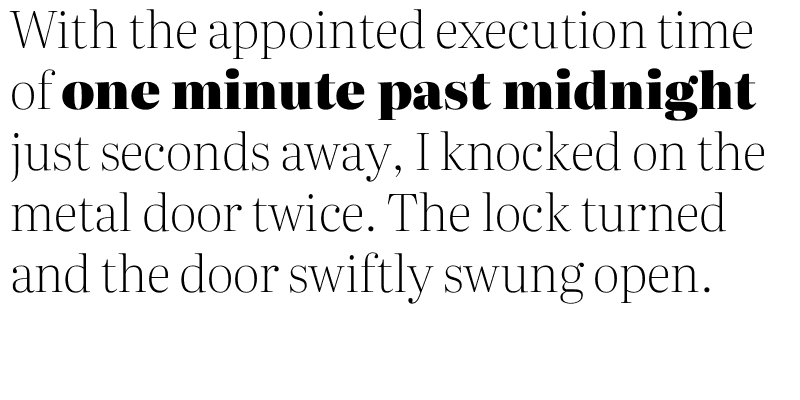 With the appointed execution time
of one minute past midnight
just seconds away, I knocked on the
metal door twice. The lock turned
and the door swiftly swung open.